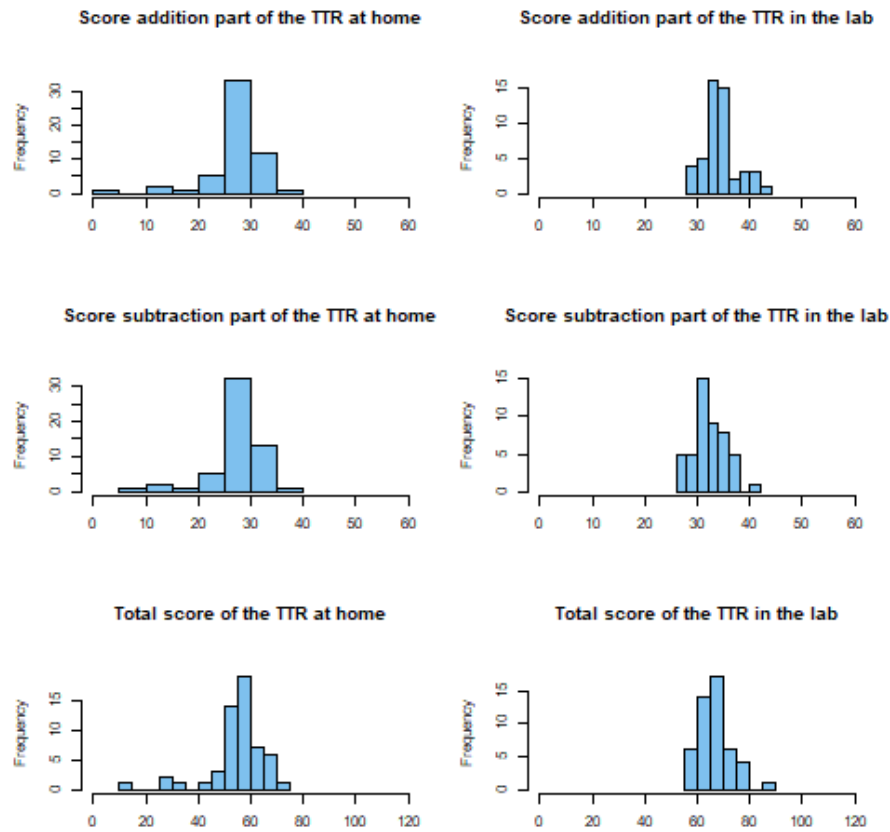 Score addition part of the TTR at home
Frequency
0 10 20 30
0 10 20 30 40 50 60
Score addition part of the TTR in the lab
Frequency
0 5 10 15
0 10 20 30 40 50 60
Score subtraction part of the TTR at home
Frequency
0 10 20 30
0 10 20 30 40 50 60
Score subtraction part of the TTR in the lab
Frequency
0 5 10 15
0 10 20 30 40 50 60
Total score of the TTR at home
Frequency
0 5 10 15
0 20 40 60 80 100 120
Total score of the TTR in the lab
Frequency
0 5 10 15
0 20 40 60 80 100 120